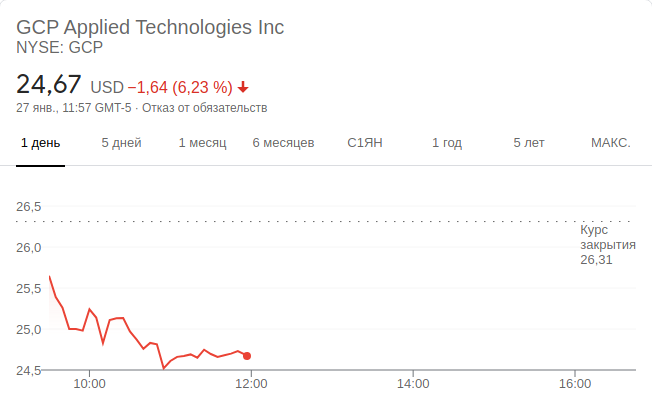 GCP Applied Technologies Inc
NYSE: GCP
24,67 USD −1,64 (6,23 %)
27 янв., 11:57 GMT-5 · Отказ от обязательств
1 день 5 дней 1 месяц 6 месяцев С1ЯН 1 год 5 лет МАКС.
26,5
Курс
закрытия
26,31
26,0
25,5
25,0
24,5
10:00 12:00 14:00 16:00